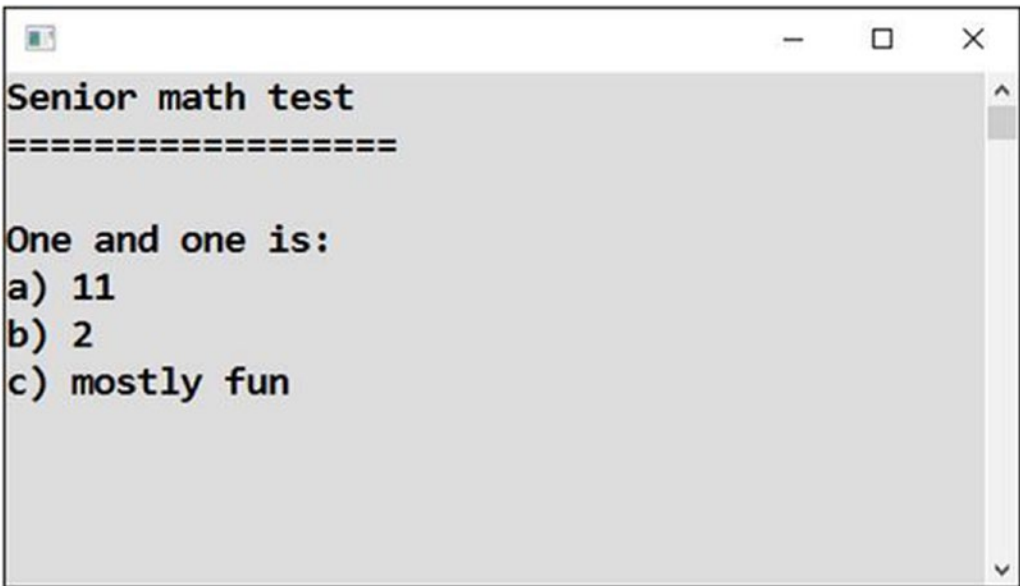 Senior math test
==================
One and one is:
a) 11
b) 2
c) mostly fun